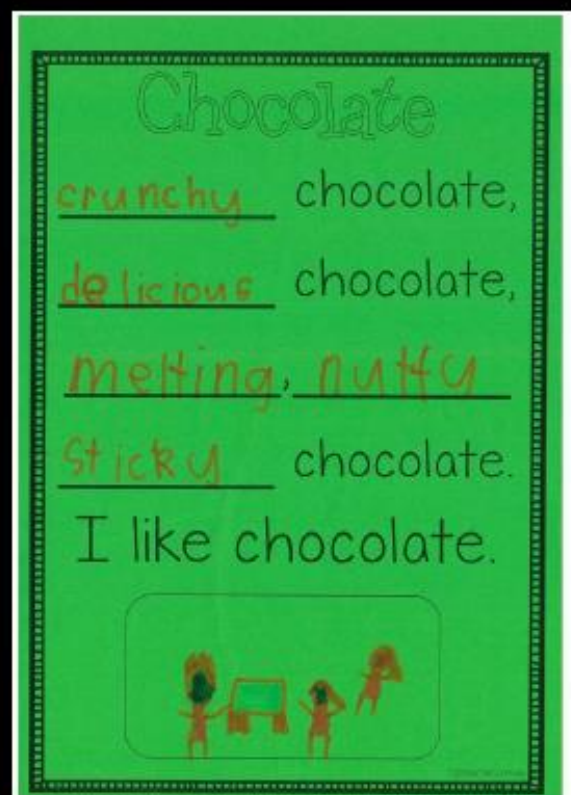 Chocolate
crunchy chocolate,
delicious chocolate,
melting, nutty
sticky chocolate.
I like chocolate.